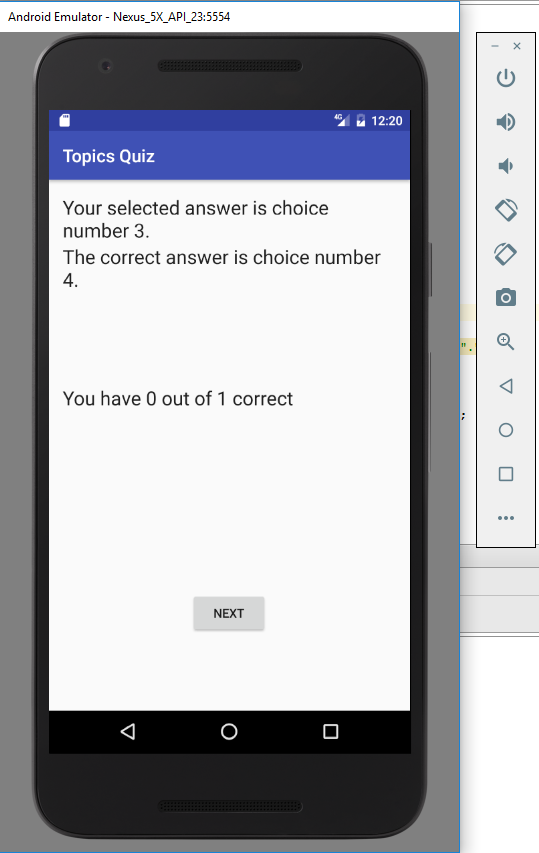 Android Emulator - Nexus_5X_API_23:5554
4G 12:20
Topics Quiz
Your selected answer is choice
number 3.
The correct answer is choice number
4.
".
You have 0 out of 1 correct
;
NEXT